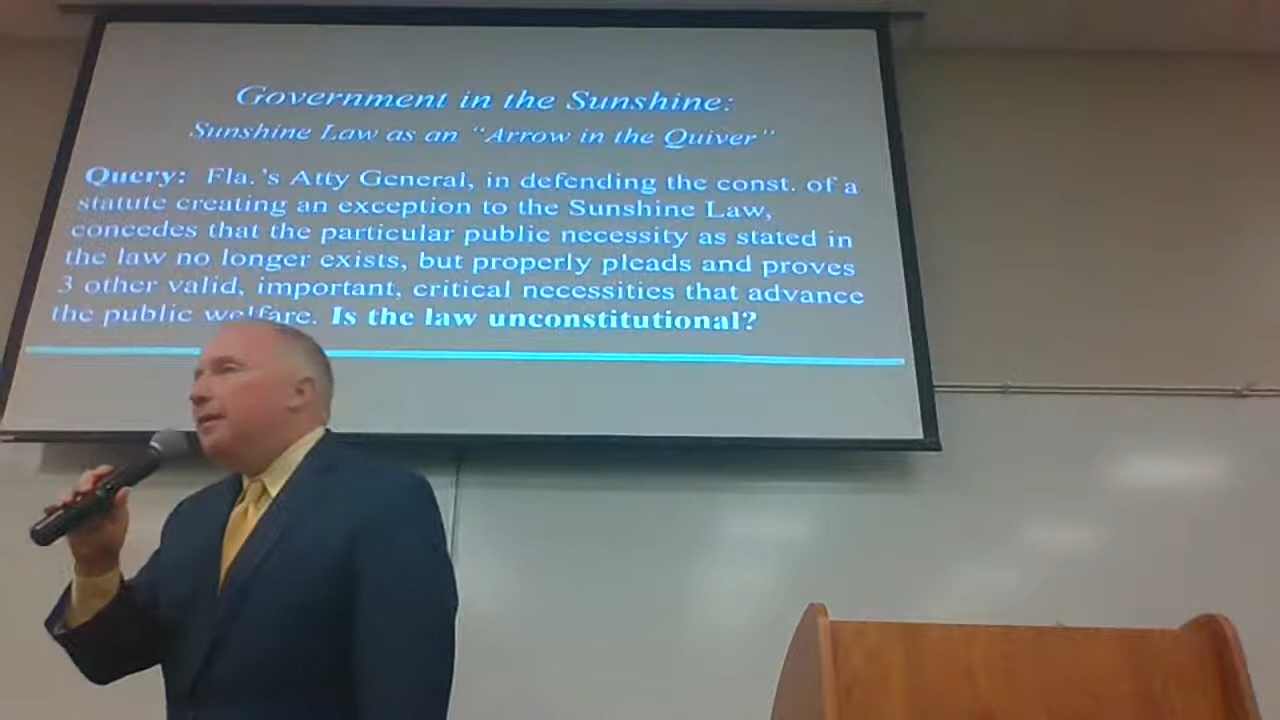 Government in the Sunshine:
Sunshine Law as an "Arrow in the Quiver"
Query: Fla.'s Atty General, in defending the const. of a
statute creating an exception to the Sunshine Law,
concedes that the particular public necessity as stated in
the law no longer exists, but properly pleads and proves
3 other valid, important, critical necessities that advance
the public welfare. Is the law unconstitutional?